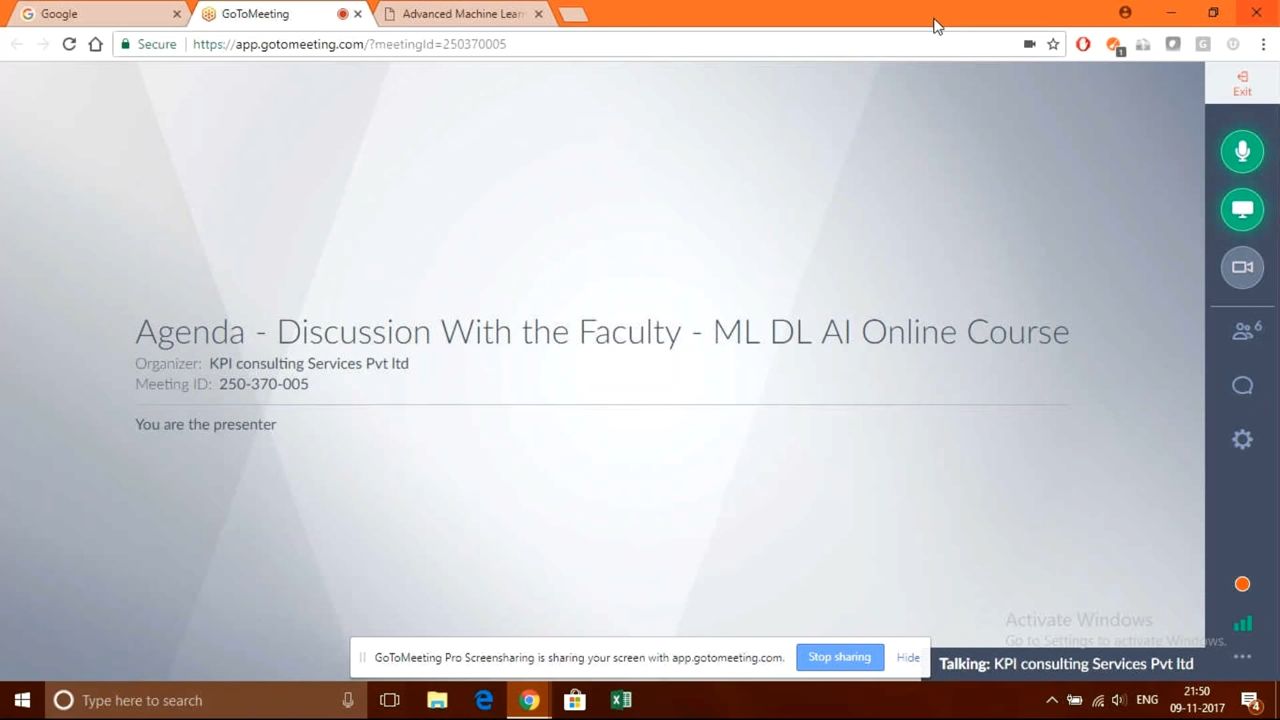 Google
GoToMeeting
Advanced Machine Lear
Secure
https://app.gotomeeting.com/?meetingId=250370005
1
G
Exit
Agenda - Discussion With the Faculty - ML DL AI Online Course
Organizer: KPI consulting Services Pvt ltd
Meeting ID: 250-370-005
You are the presenter
6
Activate Windows
Go to Settings to activate Windows.
GoToMeeting Pro Screensharing is sharing your screen with app.gotomeeting.com.
Stop sharing
Hide
Talking: KPI consulting Services Pvt ltd
Type here to search
ENG
21:50
09-11-2017
4